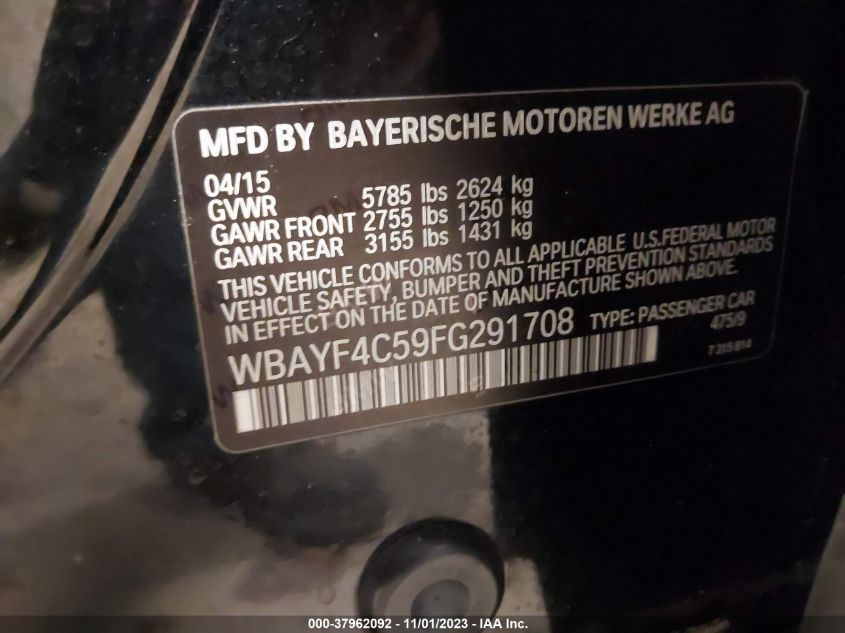 MFD BY BAYERISCHE MOTOREN WERKE AG
04/15
GVWR 5785 lbs 2624 kg
GAWR FRONT 2755 lbs 1250 kg
GAWR REAR 3155 lbs 1431 kg
THIS VEHICLE CONFORMS TO ALL APPLICABLE U.S.FEDERAL MOTOR
VEHICLE SAFETY, BUMPER AND THEFT PREVENTION STANDARDS
IN EFFECT ON THE DATE OF MANUFACTURE SHOWN ABOVE.
WBAYF4C59FG291708 TYPE: PASSENGER CAR
475/9
7 315 814
000-37962092 - 11/01/2023 - IAA Inc.